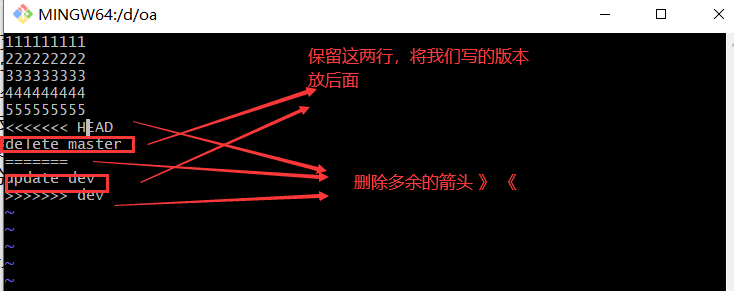 MINGW64:/d/oa
111111111
222222222
333333333
444444444
555555555
<<<<<<< HEAD
delete master
=======
update dev
>>>>>>> dev
~
~
~
~
~
保留这两行，将我们写的版本
放后面
删除多余的箭头 》 《